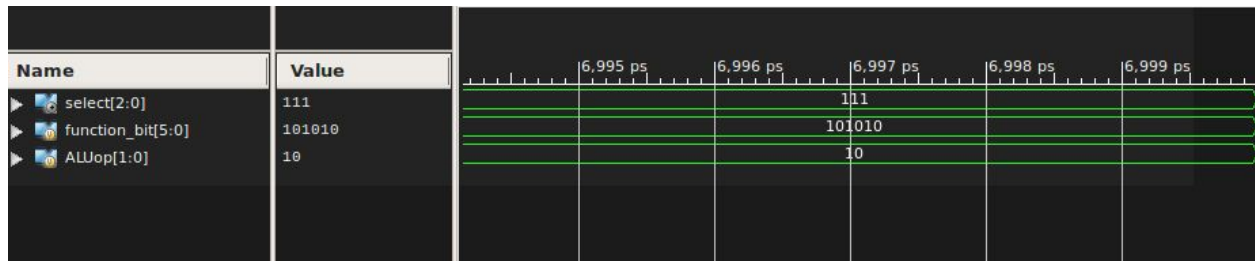 Name Value 6,995 ps 6,996 ps 6,997 ps 6,998 ps 6,999 ps
select[2:0] 111 111
function_bit[5:0] 101010 101010
ALUop[1:0] 10 10